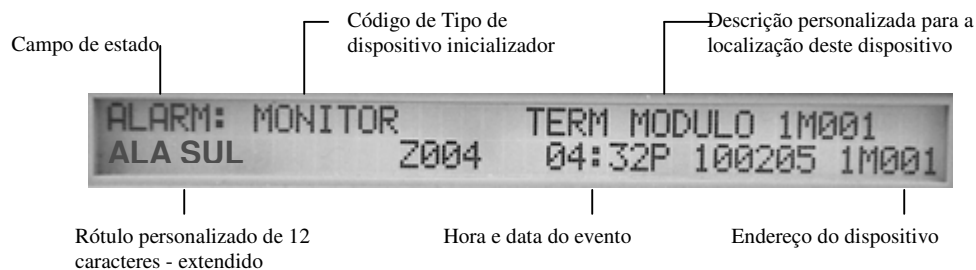 Código de Tipo de
dispositivo inicializador
Descrição personalizada para a
localização deste dispositivo
Campo de estado
ALARM: MONITOR TERM MODULO 1M001
ALA SUL Z004 04:32P 100205 1M001
Rótulo personalizado de 12
caracteres - extendido
Hora e data do evento
Endereço do dispositivo